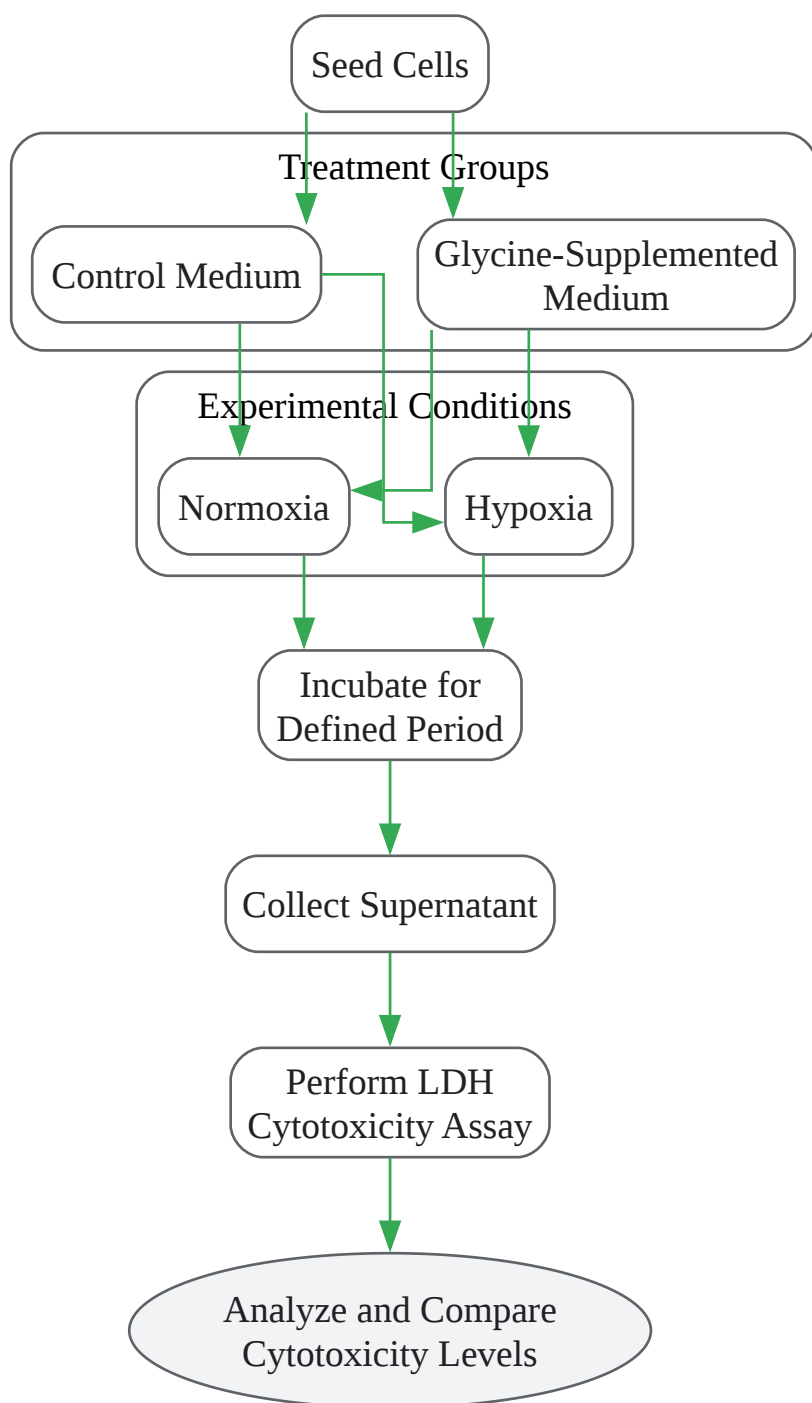 Seed Cells
Treatment Groups
Control Medium
Glycine-Supplemented
Medium
Experimental Conditions
Normoxia
Hypoxia
Incubate for
Defined Period
Collect Supernatant
Perform LDH
Cytotoxicity Assay
Analyze and Compare
Cytotoxicity Levels